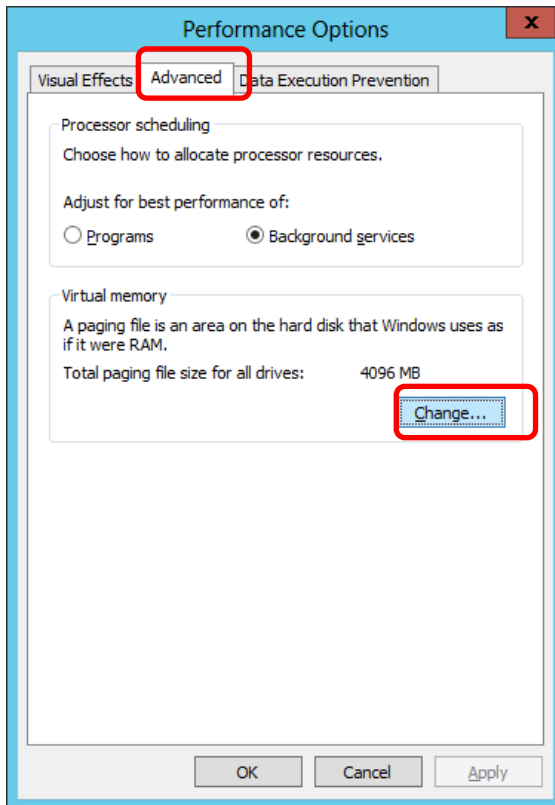 Performance Options
x
Visual Effects Advanced Data Execution Prevention
Processor scheduling
Choose how to allocate processor resources.
Adjust for best performance of:
Programs Background services
Virtual memory
A paging file is an area on the hard disk that Windows uses as
if it were RAM.
Total paging file size for all drives: 4096 MB
Change...
OK Cancel Apply